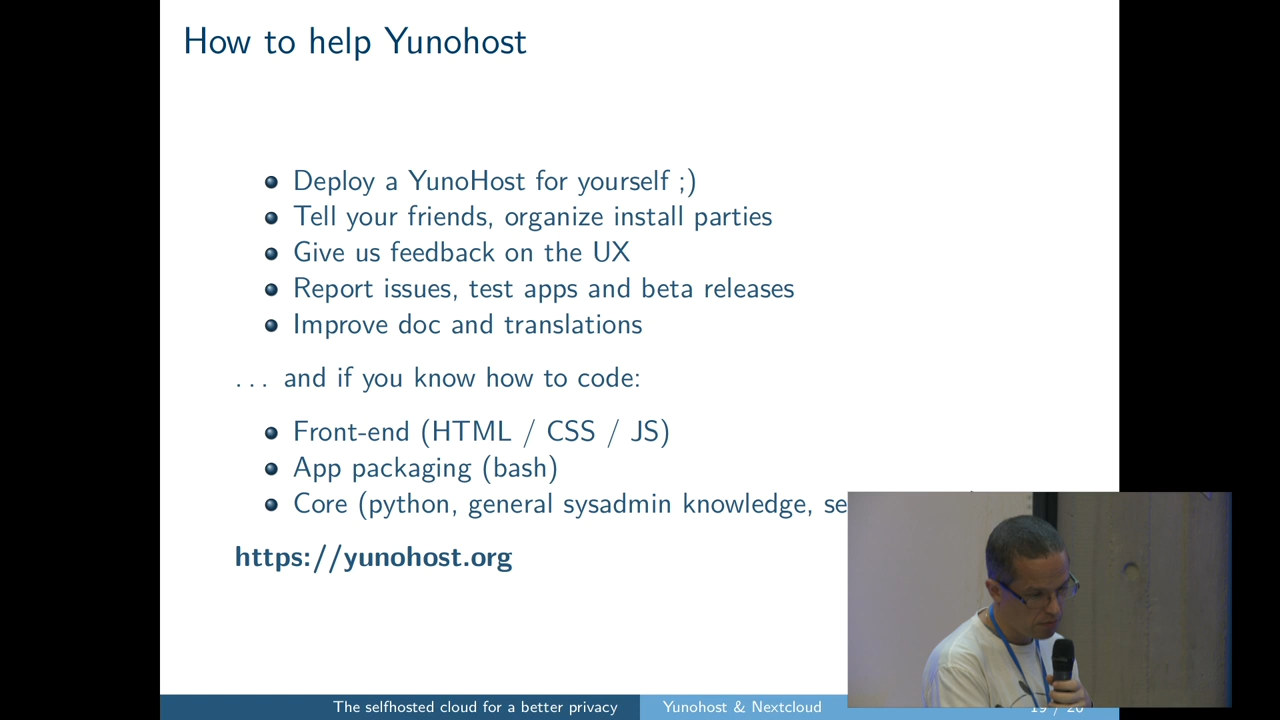 How to help Yunohost
Deploy a YunoHost for yourself ;)
Tell your friends, organize install parties
Give us feedback on the UX
Report issues, test apps and beta releases
Improve doc and translations
... and if you know how to code:
Front-end (HTML / CSS / JS)
App packaging (bash)
Core (python, general sysadmin knowledge,
https://yunohost.org
The selfhosted cloud for a better privacy
Yunohost & Nextcloud